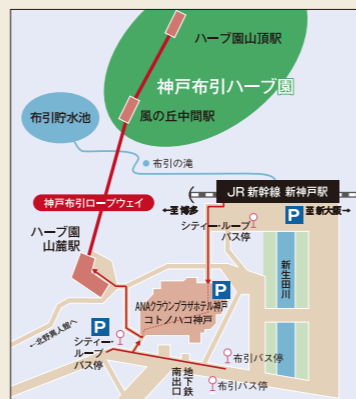 ハーブ園山頂駅
神戸布引ハーブ園
風の丘中間駅
布引貯水池
布引の滝
神戸布引ロープウェイ
JR 新幹線 新神戸駅
←至博多
至新大阪→
P
シティー・ループ
バス停
ハーブ園
山麓駅
新生田川
ANAクラウンプラザホテル神戸
コトノハコ神戸
P
P
←北野異人館へ
シティー・
ループ
バス停
布引バス停
地下鉄
南出口
布引バス停